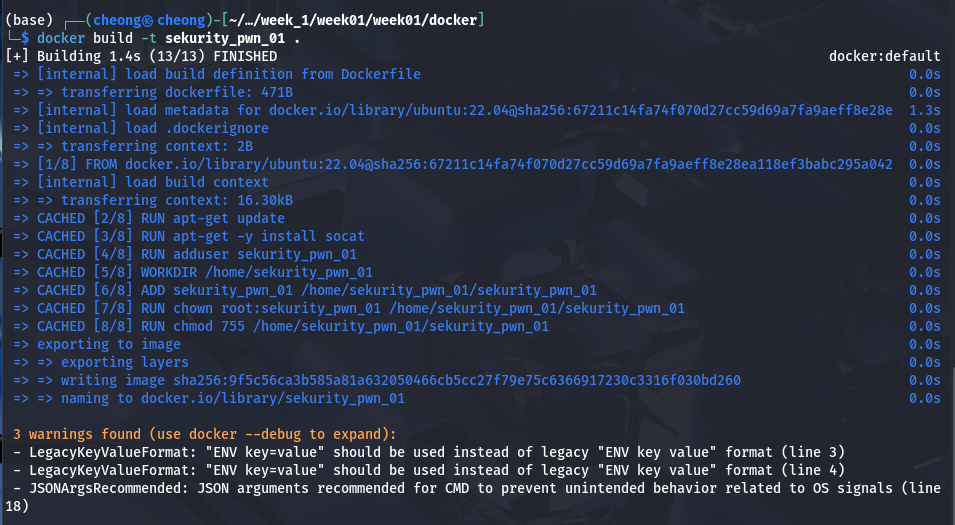 (base) ┌──(cheong㉿cheong)-[~/…/week_1/week01/week01/docker]
└─$ docker build -t sekurity_pwn_01 .
[+] Building 1.4s (13/13) FINISHED docker:default
=> [internal] load build definition from Dockerfile 0.0s
=> => transferring dockerfile: 471B 0.0s
=> [internal] load metadata for docker.io/library/ubuntu:22.04@sha256:67211c14fa74f070d27cc59d69a7fa9aeff8e28e 1.3s
=> [internal] load .dockerignore 0.0s
=> => transferring context: 2B 0.0s
=> [1/8] FROM docker.io/library/ubuntu:22.04@sha256:67211c14fa74f070d27cc59d69a7fa9aeff8e28ea118ef3babc295a042 0.0s
=> [internal] load build context 0.0s
=> => transferring context: 16.30kB 0.0s
=> CACHED [2/8] RUN apt-get update 0.0s
=> CACHED [3/8] RUN apt-get -y install socat 0.0s
=> CACHED [4/8] RUN adduser sekurity_pwn_01 0.0s
=> CACHED [5/8] WORKDIR /home/sekurity_pwn_01 0.0s
=> CACHED [6/8] ADD sekurity_pwn_01 /home/sekurity_pwn_01/sekurity_pwn_01 0.0s
=> CACHED [7/8] RUN chown root:sekurity_pwn_01 /home/sekurity_pwn_01/sekurity_pwn_01 0.0s
=> CACHED [8/8] RUN chmod 755 /home/sekurity_pwn_01/sekurity_pwn_01 0.0s
=> exporting to image 0.0s
=> => exporting layers 0.0s
=> => writing image sha256:9f5c56ca3b585a81a632050466cb5cc27f79e75c6366917230c3316f030bd260 0.0s
=> => naming to docker.io/library/sekurity_pwn_01 0.0s
3 warnings found (use docker --debug to expand):
- LegacyKeyValueFormat: "ENV key=value" should be used instead of legacy "ENV key value" format (line 3)
- LegacyKeyValueFormat: "ENV key=value" should be used instead of legacy "ENV key value" format (line 4)
- JSONArgsRecommended: JSON arguments recommended for CMD to prevent unintended behavior related to OS signals (line
18)